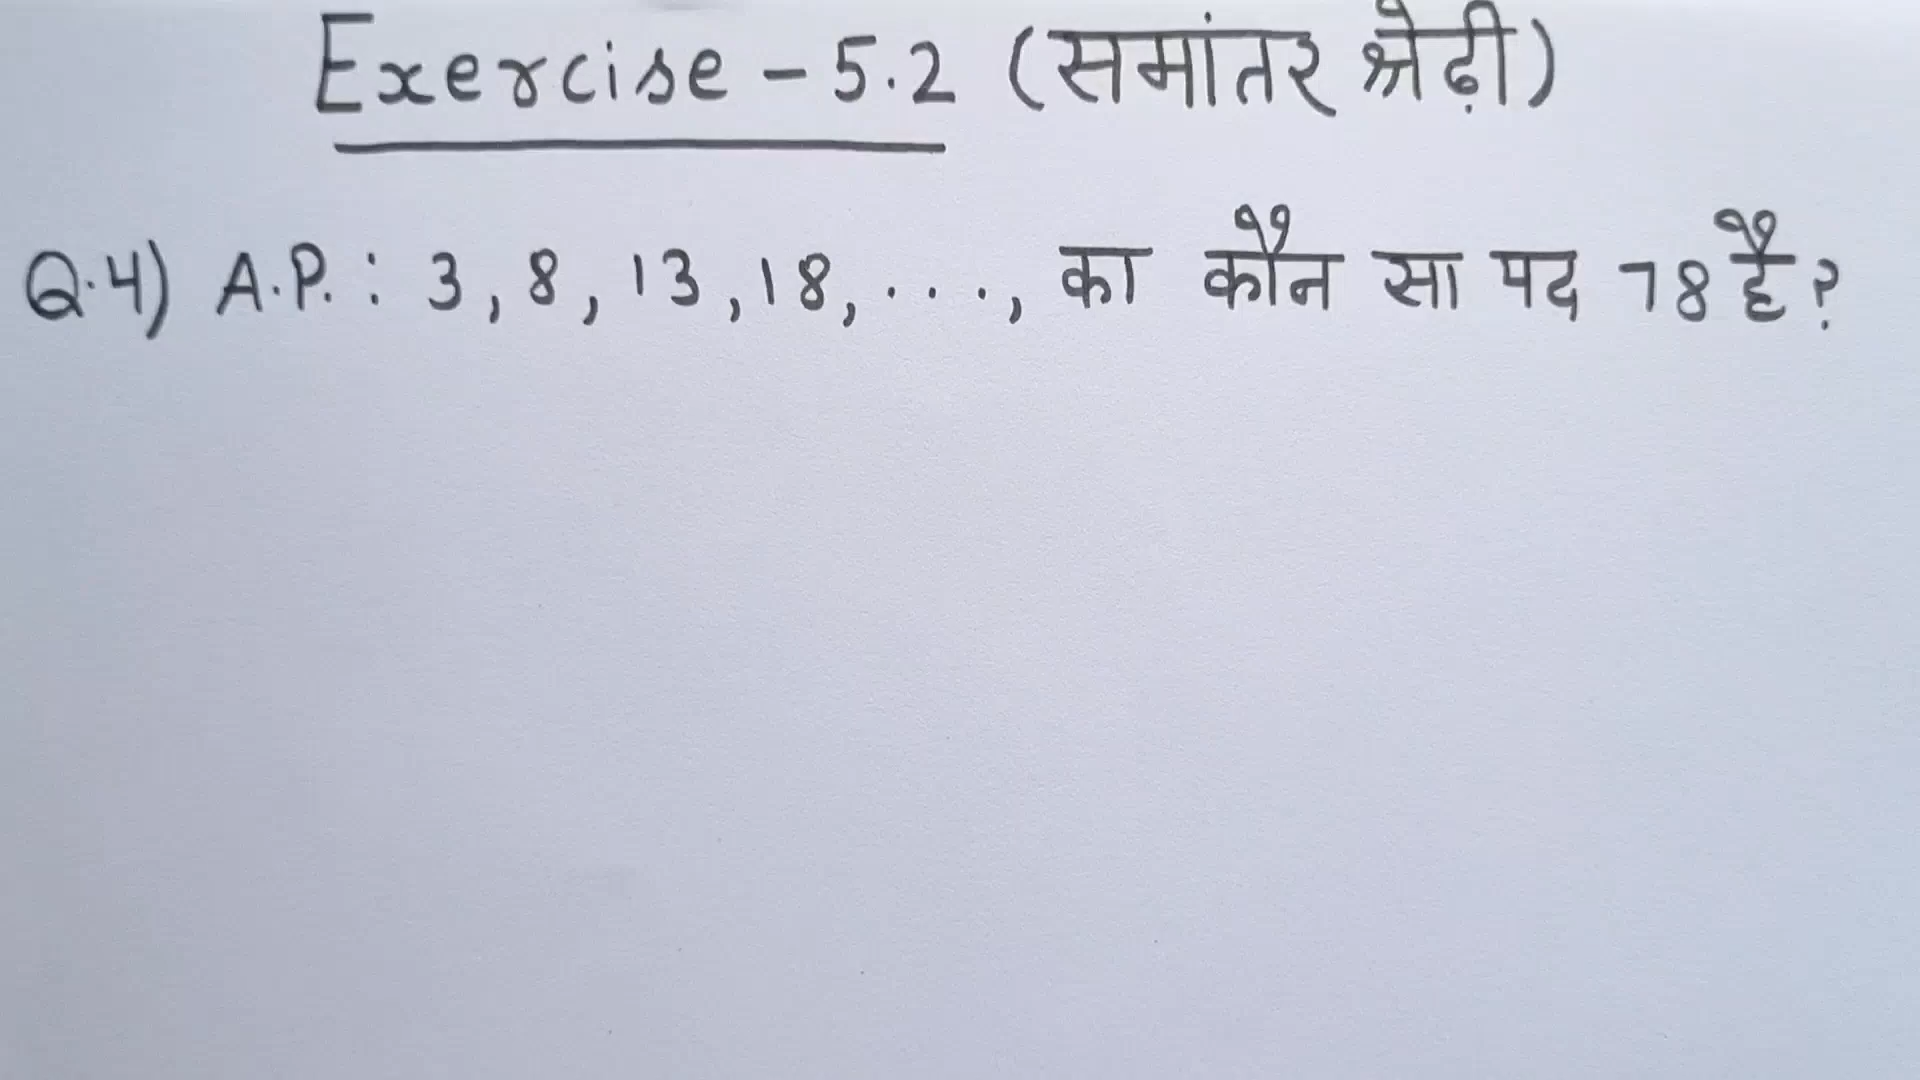 Exercise - 5.2 (समांतर श्रेढ़ी)
Q.4) A.P. : 3, 8, 13, 18, ...., का कौन सा पद 78 है?